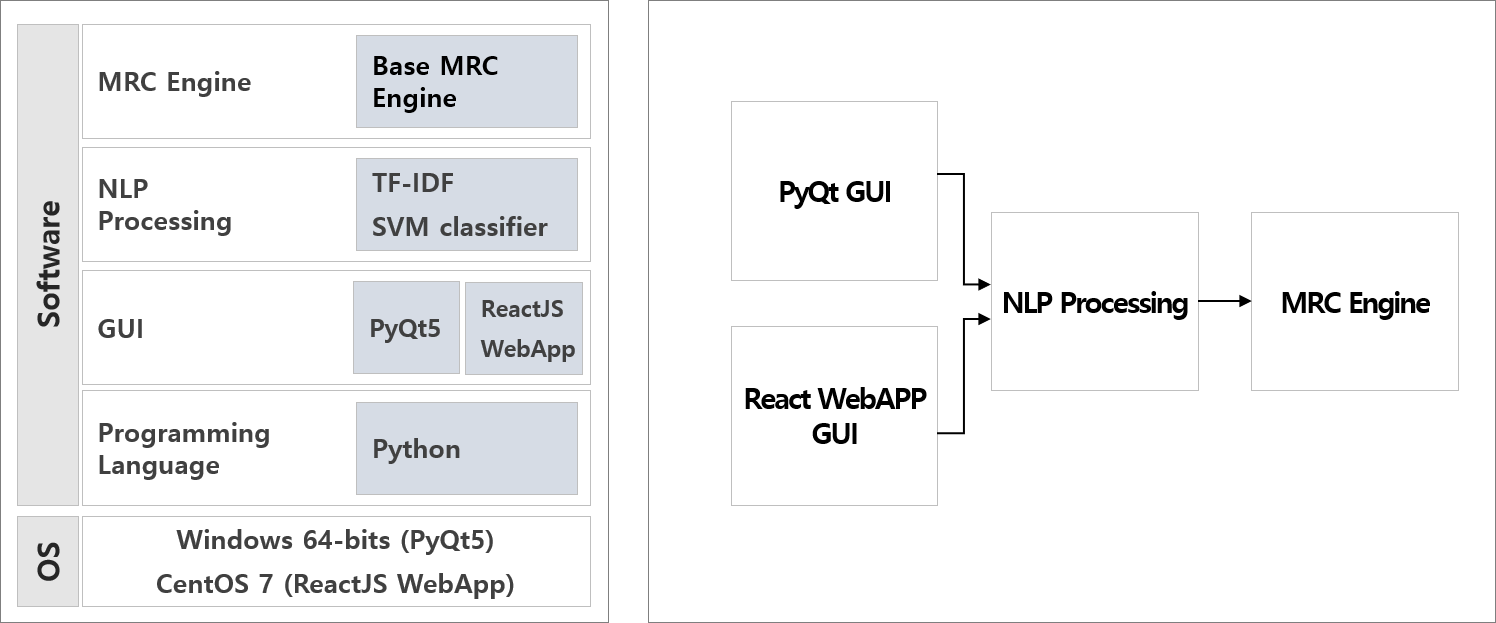 Software
MRC Engine
Base MRC
Engine
NLP
Processing
TF-IDF
SVM classifier
GUI
PyQt5
ReactJS
WebApp
Programming
Language
Python
OS
Windows 64-bits (PyQt5)
CentOS 7 (ReactJS WebApp)
PyQt GUI
React WebAPP
GUI
NLP Processing
MRC Engine